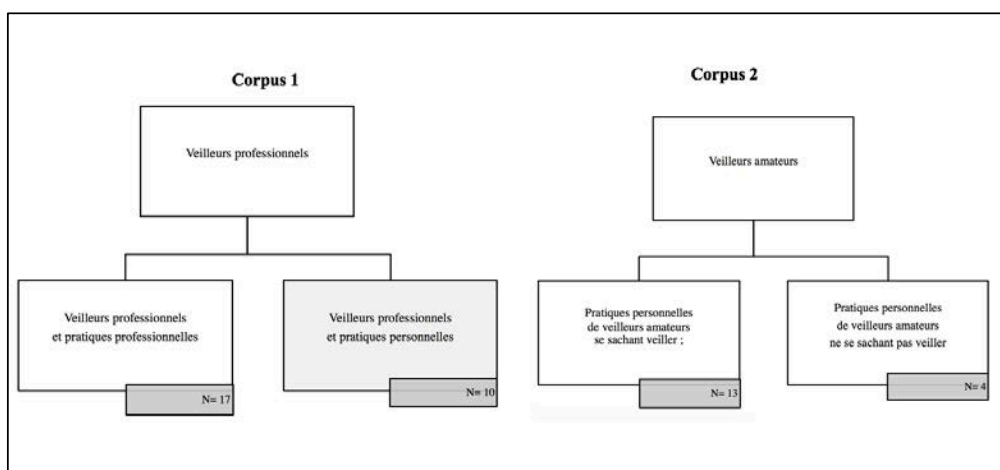 Corpus 1
Veilleurs professionnels
Veilleurs professionnels
et pratiques professionnelles
N= 17
Veilleurs professionnels
et pratiques personnelles
N= 10
Corpus 2
Veilleurs amateurs
Pratiques personnelles
de veilleurs amateurs
se sachant veiller ;
N= 13
Pratiques personnelles
de veilleurs amateurs
ne se sachant pas veiller
N= 4